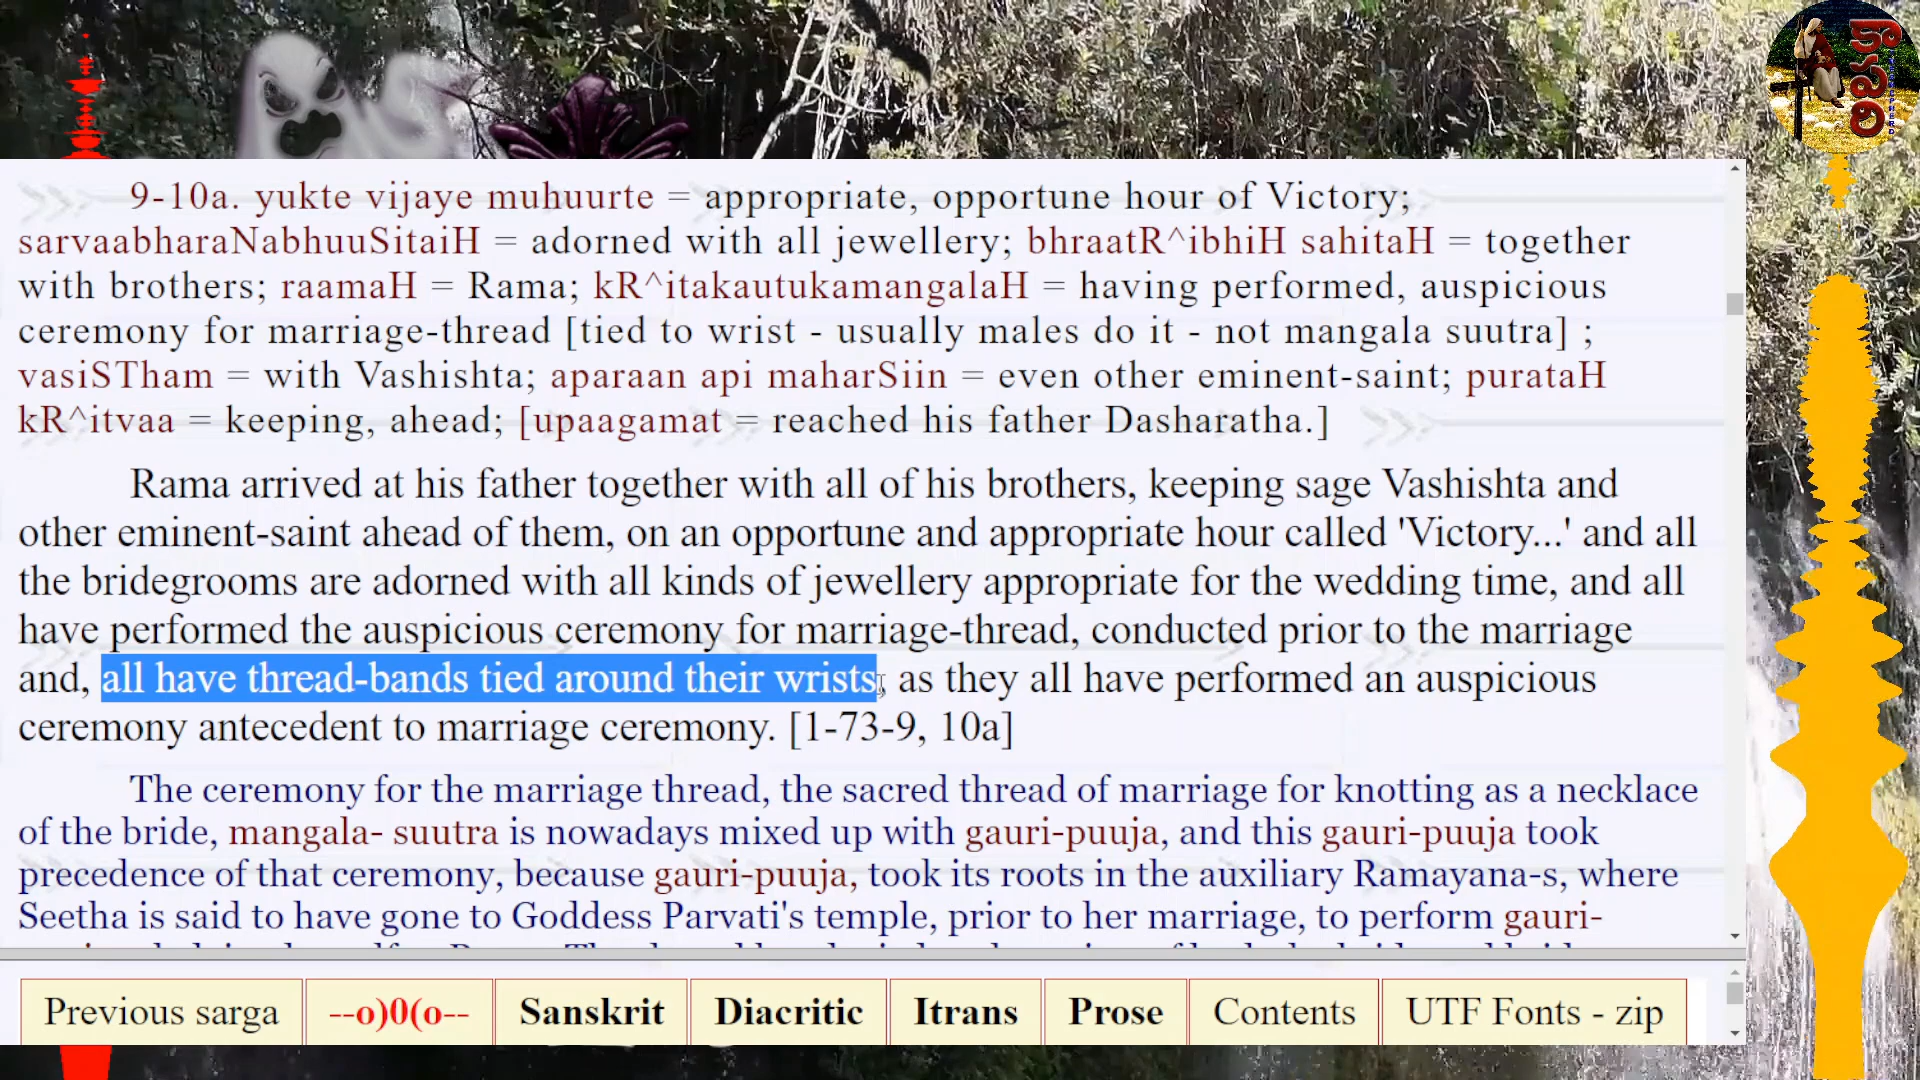 కాపరి
SHEPHERD
9-10a. yukte vijaye muhuurte = appropriate, opportune hour of Victory;
sarvaabharaNabhuuSitaiH = adorned with all jewellery; bhraatR^ibhiH sahitaH = together
with brothers; raamaH = Rama; kR^itakautukamangalaH = having performed, auspicious
ceremony for marriage-thread [tied to wrist - usually males do it - not mangala suutra] ;
vasiSTham = with Vashishta; aparaan api maharSiin = even other eminent-saint; purataH
kR^itvaa = keeping, ahead; [upaagamat = reached his father Dasharatha.]
Rama arrived at his father together with all of his brothers, keeping sage Vashishta and
other eminent-saint ahead of them, on an opportune and appropriate hour called 'Victory...' and all
the bridegrooms are adorned with all kinds of jewellery appropriate for the wedding time, and all
have performed the auspicious ceremony for marriage-thread, conducted prior to the marriage
and, all have thread-bands tied around their wrists, as they all have performed an auspicious
ceremony antecedent to marriage ceremony. [1-73-9, 10a]
The ceremony for the marriage thread, the sacred thread of marriage for knotting as a necklace
of the bride, mangala- suutra is nowadays mixed up with gauri-puuja, and this gauri-puuja took
precedence of that ceremony, because gauri-puuja, took its roots in the auxiliary Ramayana-s, where
Seetha is said to have gone to Goddess Parvati's temple, prior to her marriage, to perform gauri-
Previous sarga --o)0(o-- Sanskrit Diacritic Itrans Prose Contents UTF Fonts - zip